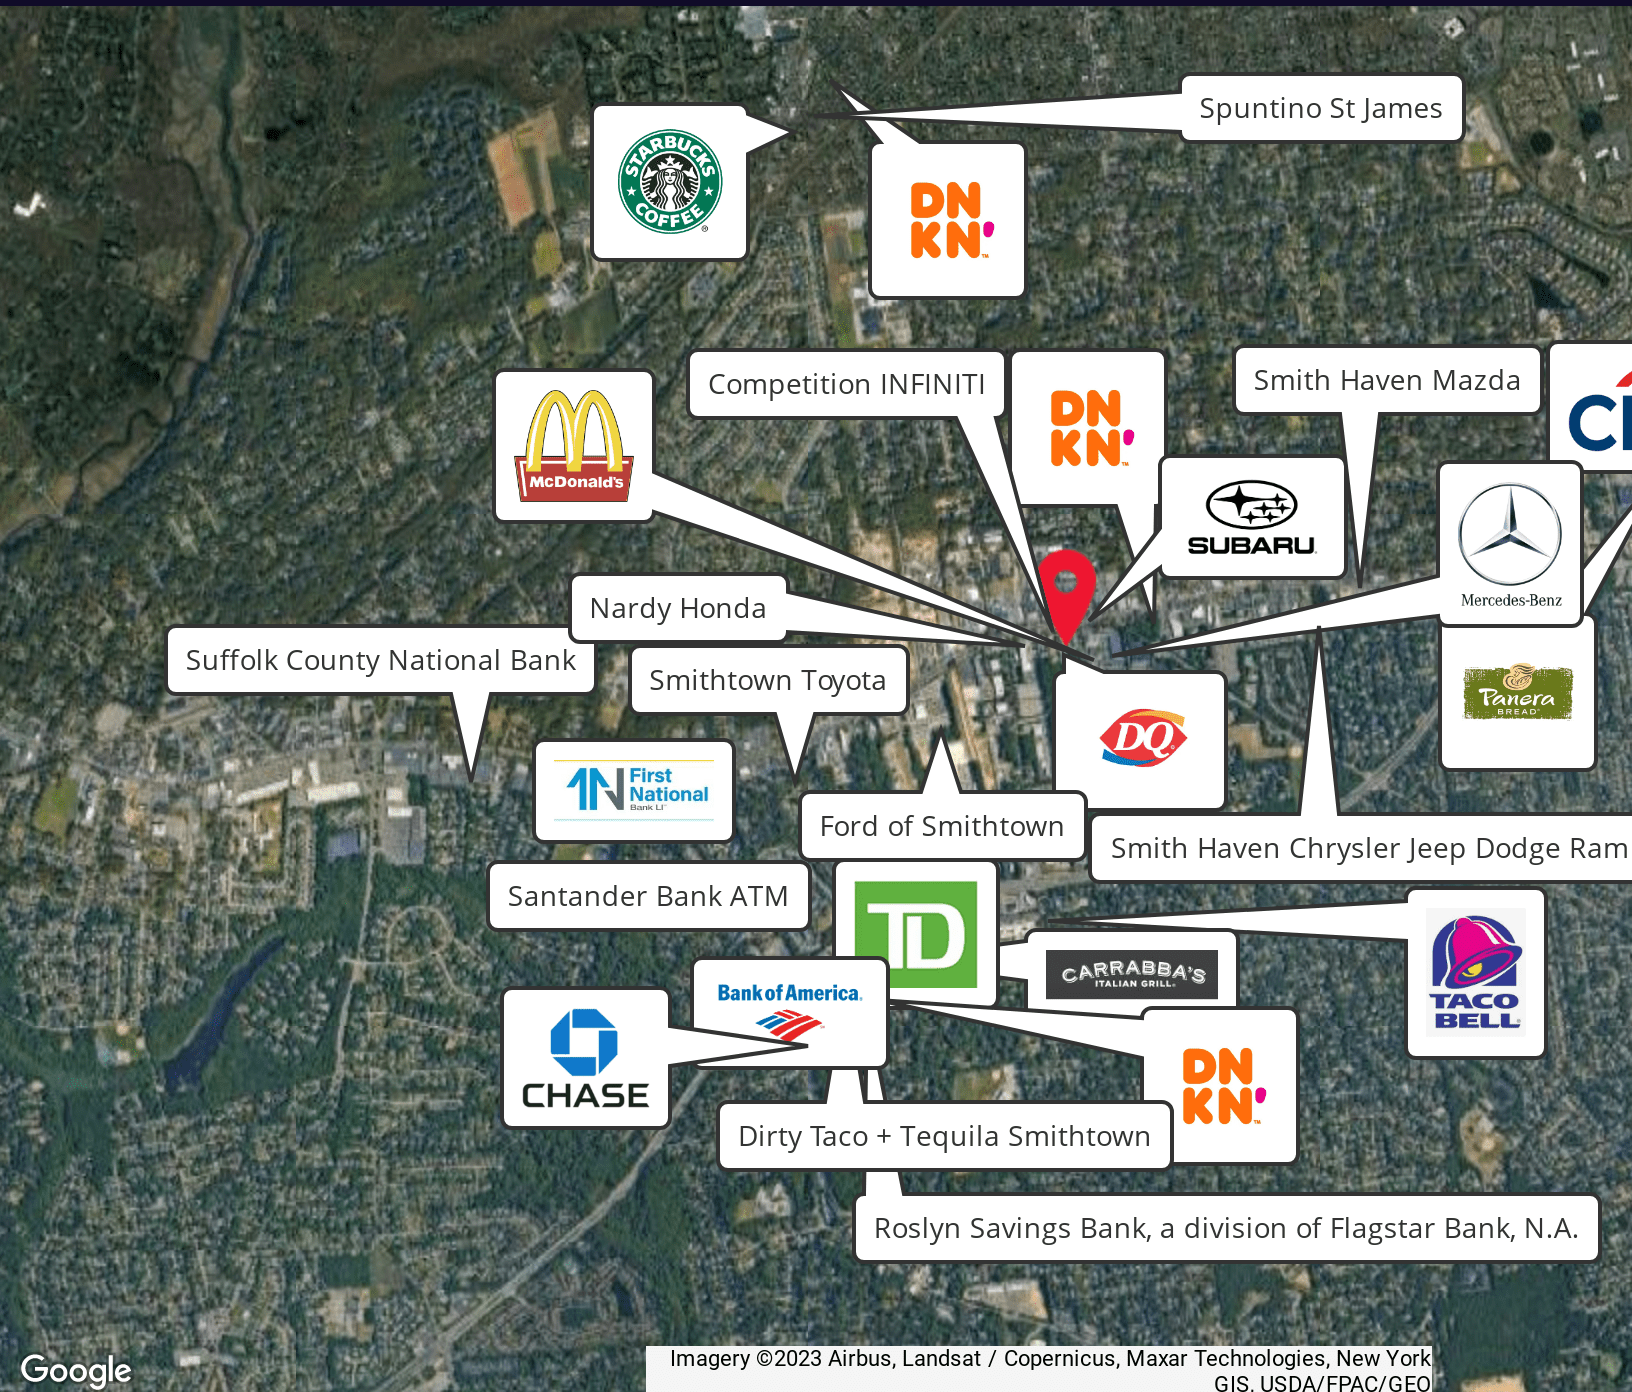 Spuntino St James
STARBUCKS
COFFEE
®
DN
KN'
™
Competition INFINITI
DN
KN'
™
Smith Haven Mazda
McDonald's
SUBARU
Mercedes-Benz
Nardy Honda
Suffolk County National Bank
Smithtown Toyota
Panera
BREAD
DQ
First
National
Bank LI
Ford of Smithtown
Smith Haven Chrysler Jeep Dodge Ram
Santander Bank ATM
TD
CARRABBA'S
ITALIAN GRILL
TACO
BELL
Bank of America
CHASE
DN
KN'
™
Dirty Taco + Tequila Smithtown
Roslyn Savings Bank, a division of Flagstar Bank, N.A.
Google
Imagery ©2023 Airbus, Landsat / Copernicus, Maxar Technologies, New York
GIS, USDA/FPAC/GEO